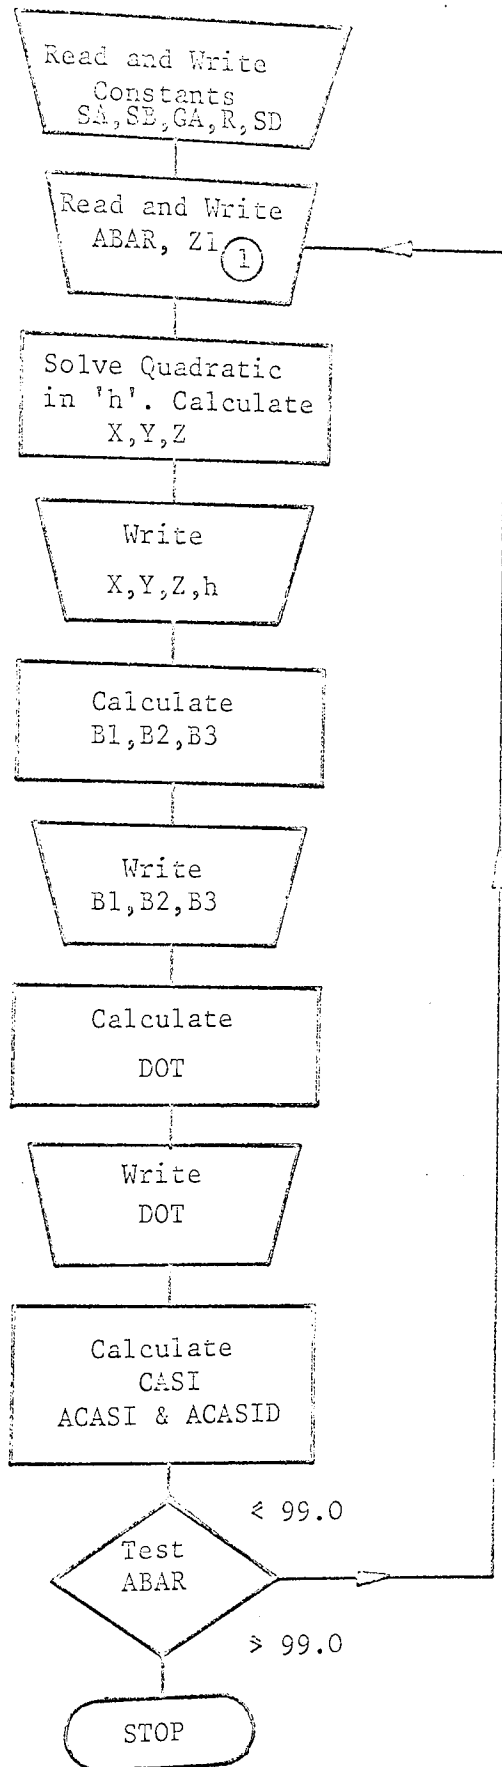 Read and Write
Constants
SA,SB,GA,R,SD
Read and Write
ABAR, Z1
1
Solve Quadratic
in 'h'. Calculate
X,Y,Z
Write
X,Y,Z,h
Calculate
B1,B2,B3
Write
B1,B2,B3
Calculate
DOT
Write
DOT
Calculate
CASI
ACASI & ACASID
⩽ 99.0
Test
ABAR
⩾ 99.0
STOP